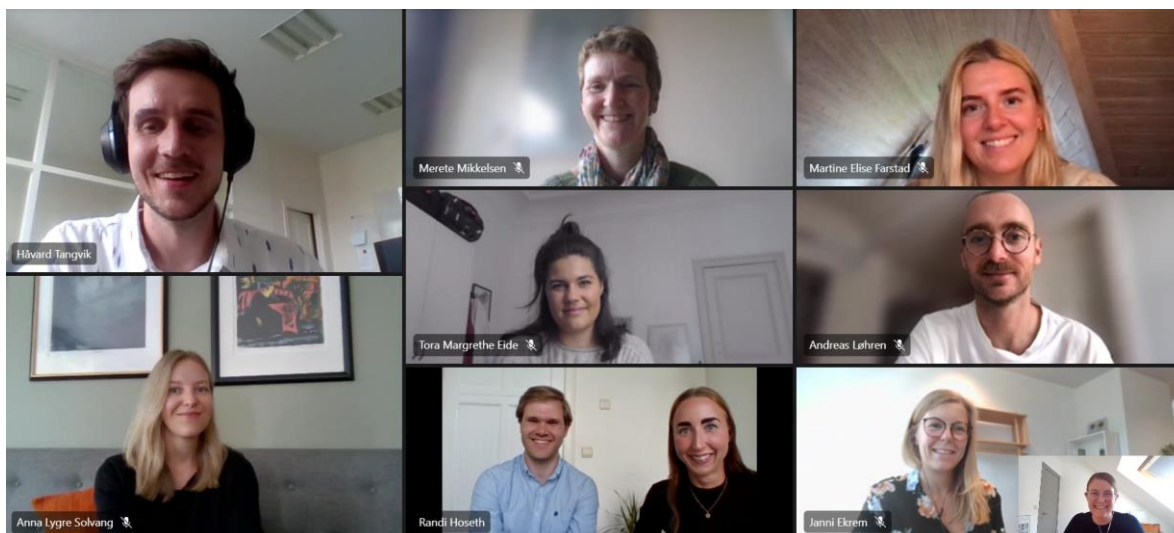 Håvard Tangvik
Merete Mikkelsen
Martine Elise Farstad
Tora Margrethe Eide
Andreas Løhren
Anna Lygre Solvang
Randi Hoseth
Janni Ekrem